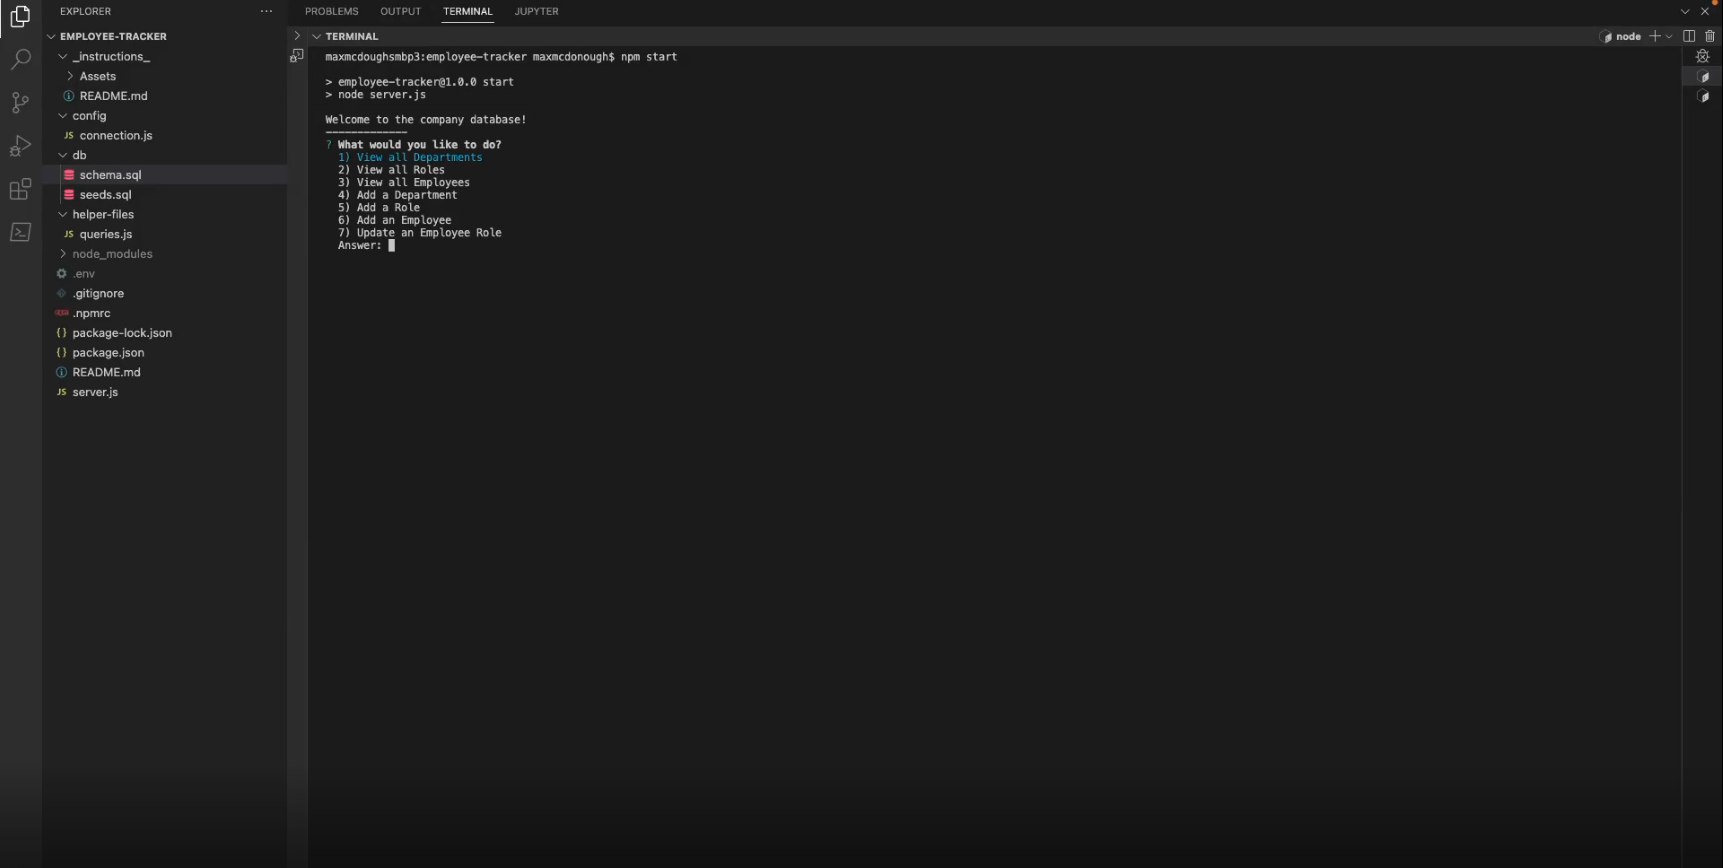 EXPLORER ...
EMPLOYEE-TRACKER
_instructions_
Assets
README.md
config
JS connection.js
db
schema.sql
seeds.sql
helper-files
JS queries.js
node_modules
.env
.gitignore
.npmrc
{} package-lock.json
{} package.json
README.md
JS server.js
PROBLEMS OUTPUT TERMINAL JUPYTER
TERMINAL
node
maxmcdoughsmbp3:employee-tracker maxmcdonough$ npm start
> employee-tracker@1.0.0 start
> node server.js
Welcome to the company database!
-------------
? What would you like to do?
1) View all Departments
2) View all Roles
3) View all Employees
4) Add a Department
5) Add a Role
6) Add an Employee
7) Update an Employee Role
Answer: